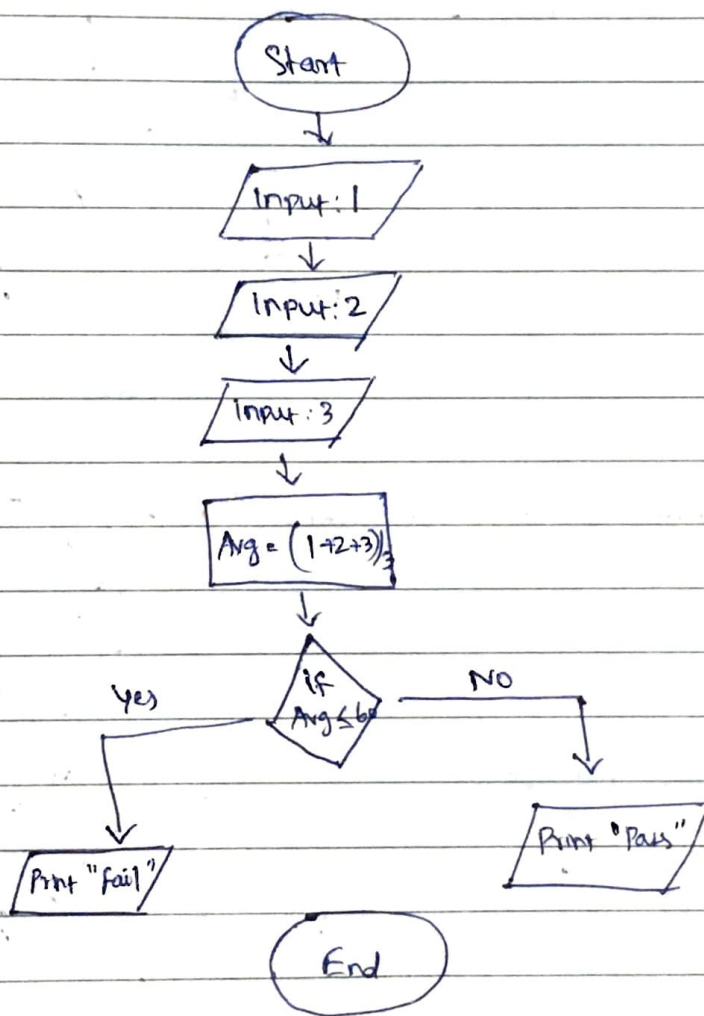 Start
Input: 1
Input: 2
Input: 3
Avg = (1+2+3)/3
if
Avg ≤ 60
Yes
NO
Print "fail"
Print "Pass"
End